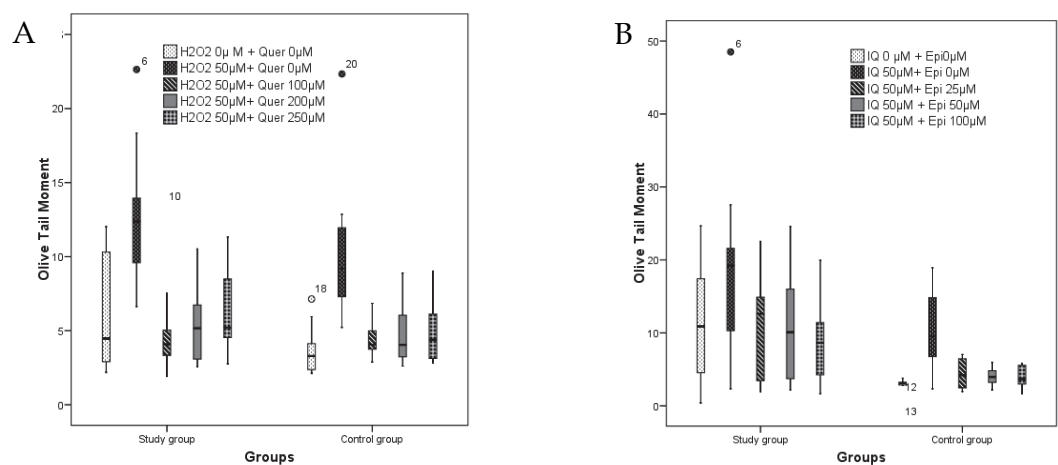 A
Olive Tail Moment
5
20
15
10
5
0
H2O2 0µ M + Quer 0µM
H2O2 50µM+ Quer 0µM
H2O2 50µM+ Quer 100µM
H2O2 50µM+ Quer 200µM
H2O2 50µM+ Quer 250µM
6
20
10
18
Study group
Control group
Groups
B
Olive Tail Moment
50
40
30
20
10
0
IQ 0 µM + Epi0µM
IQ 50µM+ Epi 0µM
IQ 50µM+ Epi 25µM
IQ 50µM + Epi 50µM
IQ 50µM + Epi 100µM
6
12
13
Study group
Control group
Groups